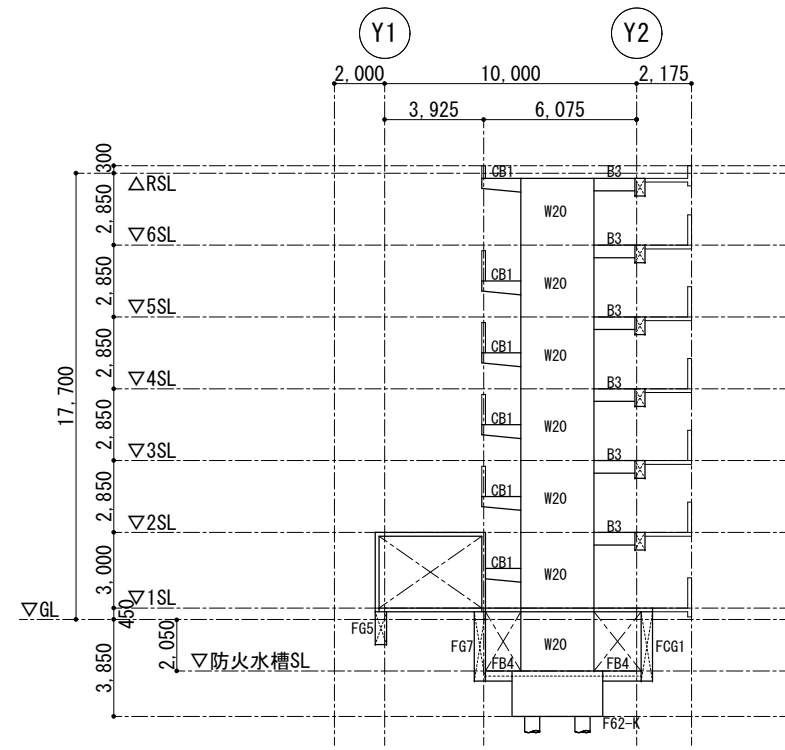 Y1 Y2
2,000 10,000 2,175
3,925 6,075
300
△RSL CB1 B3
2,850 W20
▽6SL B3
2,850 CB1 W20
▽5SL B3
2,850 CB1 W20
▽4SL B3
17,700
2,850 CB1 W20
▽3SL B3
2,850 CB1 W20
▽2SL B3
3,000 CB1 W20
▽1SL
▽GL
450
FG5 FG7 W20 FCG1
2,050
FB4 FB4
▽防火水槽SL
3,850
F62-K